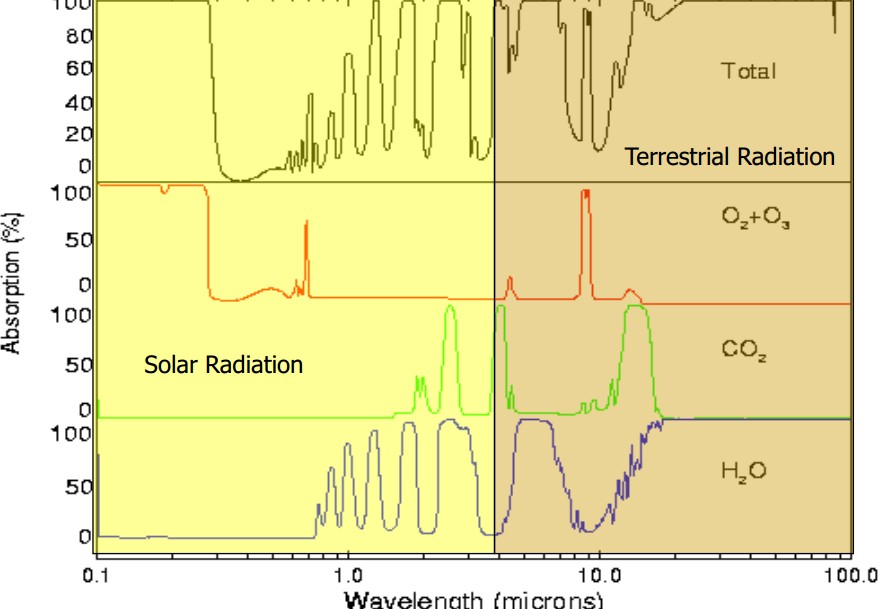 100
80
60
40
20
0
Total
Terrestrial Radiation
100
50
0
O₂+O₃
100
50
0
Solar Radiation
CO₂
100
50
0
H₂O
Absorption (%)
0.1 1.0 10.0 100.0
Wavelength (microns)